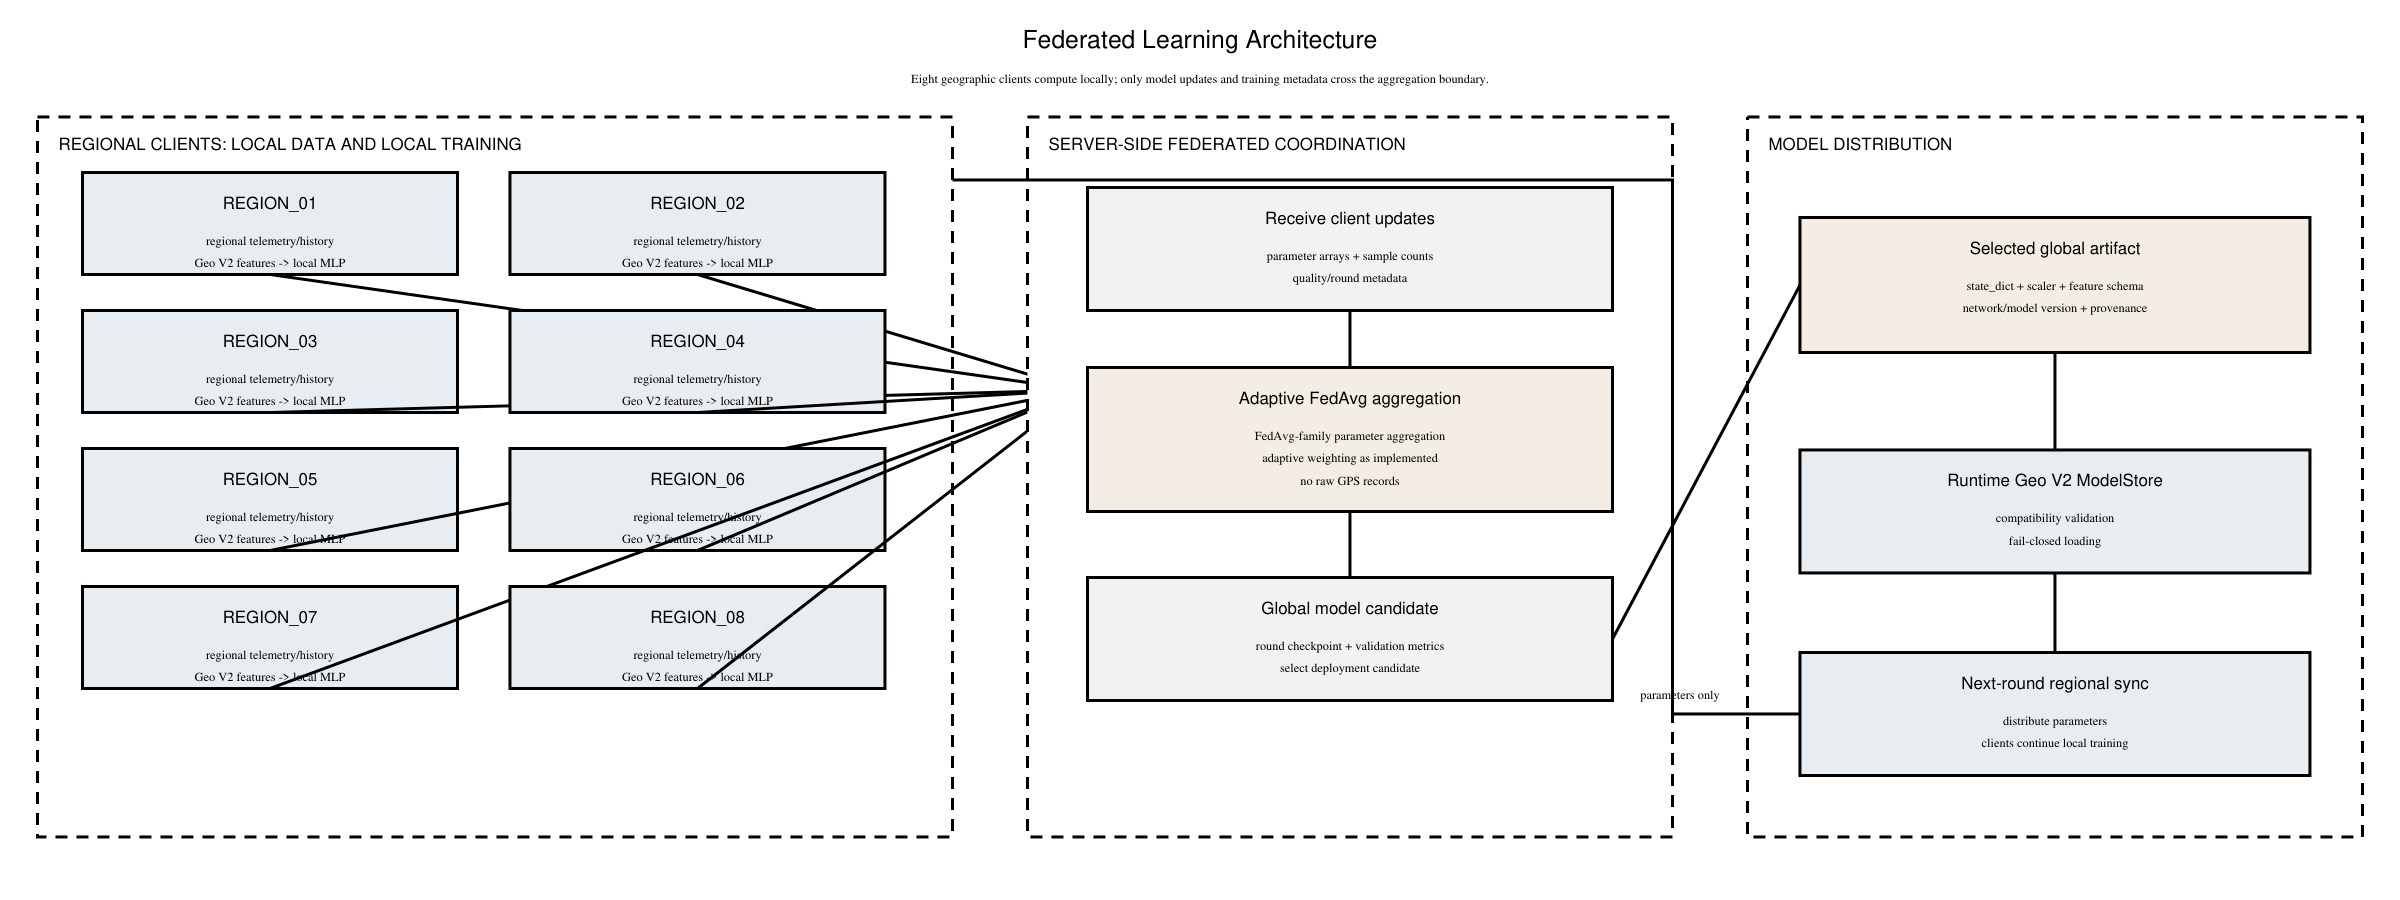 Federated Learning Architecture
Eight geographic clients compute locally; only model updates and training metadata cross the aggregation boundary.
REGIONAL CLIENTS: LOCAL DATA AND LOCAL TRAINING
REGION_01
regional telemetry/history
Geo V2 features -> local MLP
REGION_02
regional telemetry/history
Geo V2 features -> local MLP
REGION_03
regional telemetry/history
Geo V2 features -> local MLP
REGION_04
regional telemetry/history
Geo V2 features -> local MLP
REGION_05
regional telemetry/history
Geo V2 features -> local MLP
REGION_06
regional telemetry/history
Geo V2 features -> local MLP
REGION_07
regional telemetry/history
Geo V2 features -> local MLP
REGION_08
regional telemetry/history
Geo V2 features -> local MLP
SERVER-SIDE FEDERATED COORDINATION
Receive client updates
parameter arrays + sample counts
quality/round metadata
Adaptive FedAvg aggregation
FedAvg-family parameter aggregation
adaptive weighting as implemented
no raw GPS records
Global model candidate
round checkpoint + validation metrics
select deployment candidate
parameters only
MODEL DISTRIBUTION
Selected global artifact
state_dict + scaler + feature schema
network/model version + provenance
Runtime Geo V2 ModelStore
compatibility validation
fail-closed loading
Next-round regional sync
distribute parameters
clients continue local training